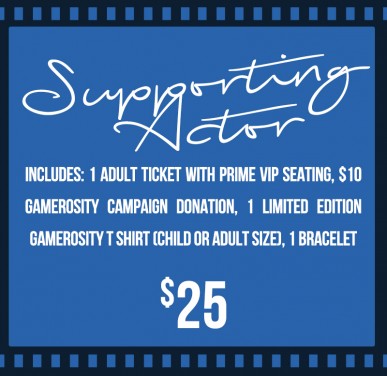 Supporting
Actor
INCLUDES: 1 ADULT TICKET WITH PRIME VIP SEATING, $10
GAMEROSITY CAMPAIGN DONATION, 1 LIMITED EDITION
GAMEROSITY T SHIRT (CHILD OR ADULT SIZE), 1 BRACELET
$25